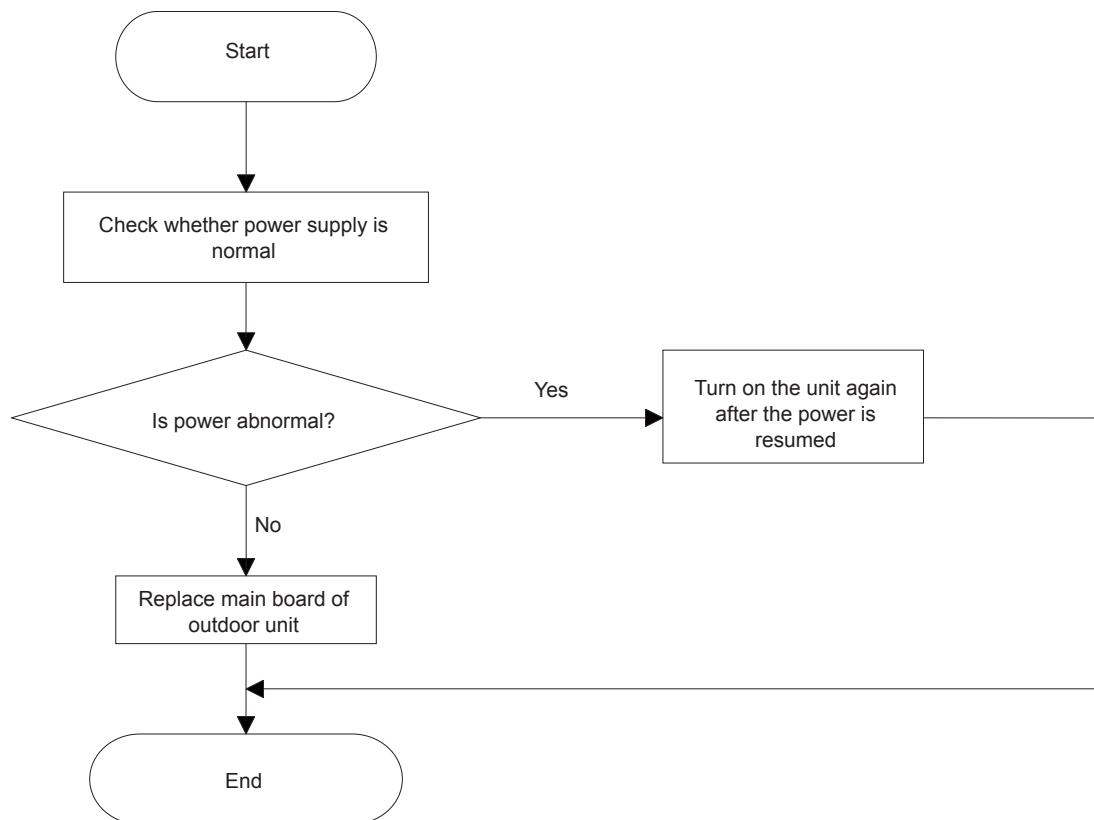 Start
Check whether power supply is
normal
Is power abnormal?
Yes
Turn on the unit again
after the power is
resumed
No
Replace main board of
outdoor unit
End